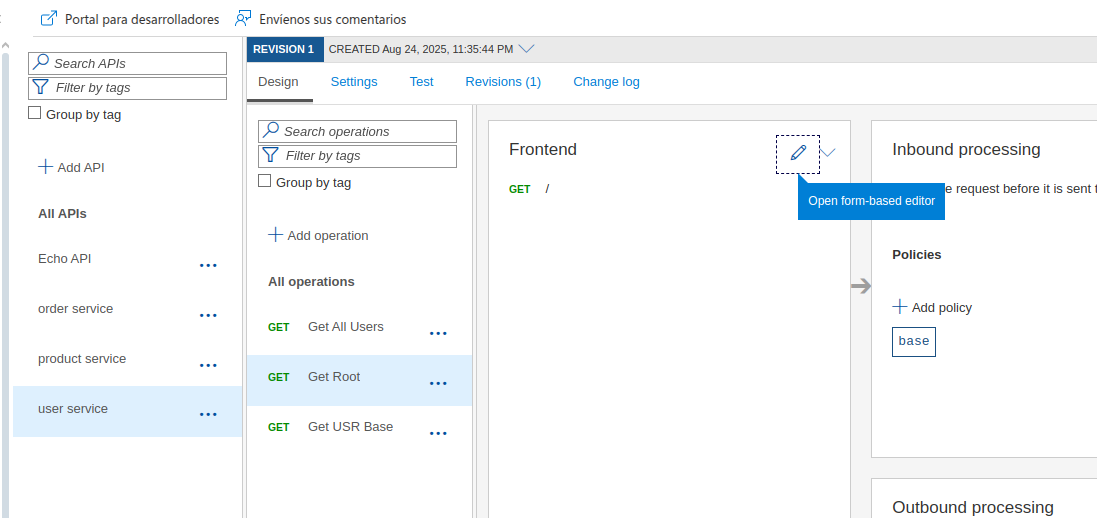 Portal para desarrolladores
Envíenos sus comentarios
Search APIs
Filter by tags
Group by tag
Add API
All APIs
Echo API
order service
product service
user service
REVISION 1 CREATED Aug 24, 2025, 11:35:44 PM
Design Settings Test Revisions (1) Change log
Search operations
Filter by tags
Group by tag
Add operation
All operations
GET Get All Users
GET Get Root
GET Get USR Base
Frontend
GET /
Open form-based editor
Inbound processing
request before it is sent
Policies
Add policy
base
Outbound processing